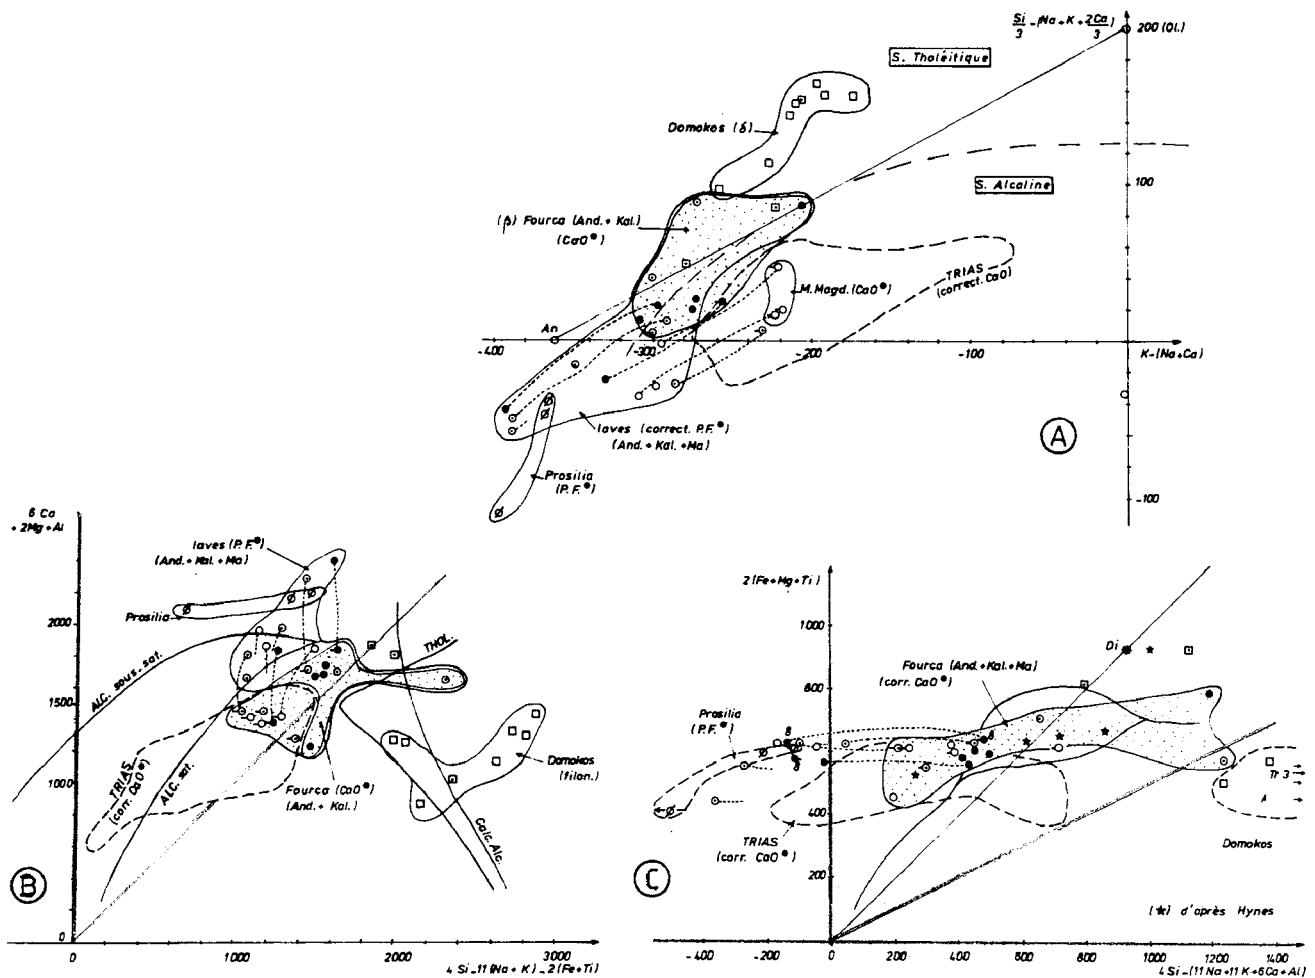 Si/3 - (Na + K + 2Ca/3)
200 (Ol.)
S. Tholéitique
Domokos (δ)
100
S. Alcaline
(β) Fourca (And. + Kal.)
(CaO*)
TRIAS
(correct. CaO)
M. Magd. (CaO*)
An
-400
-300
-200
-100
K-(Na+Ca)
laves (correct. P.F.*)
(And. + Kal. + Ma)
A
Prosilia
(P.F.*)
-100
6 Ca
+ 2Mg + Al
laves (P.F.*)
(And. + Kal. + Ma)
Prosilia
2000
ALC. sous. sat.
THOL.
1500
TRIAS
(corr. CaO*)
ALC. sat.
1000
Fourca (CaO*)
(And. + Kal.)
Domokos
(filon.)
Calc. Alc.
B
0
0
1000
2000
3000
4 Si - 11 (Na + K) - 2 (Fe + Ti)
2 (Fe + Mg + Ti)
1000
Di
Fourca (And. + Kal. + Ma)
(corr. CaO*)
800
Prosilia
(P.F.*)
600
Tr 3
400
TRIAS
(corr. CaO*)
Domokos
C
200
(★) d'après Hynes
-400
-200
0
200
400
600
800
1000
1200
1400
4 Si - (11 Na + 11 K + 6 Ca + Al)